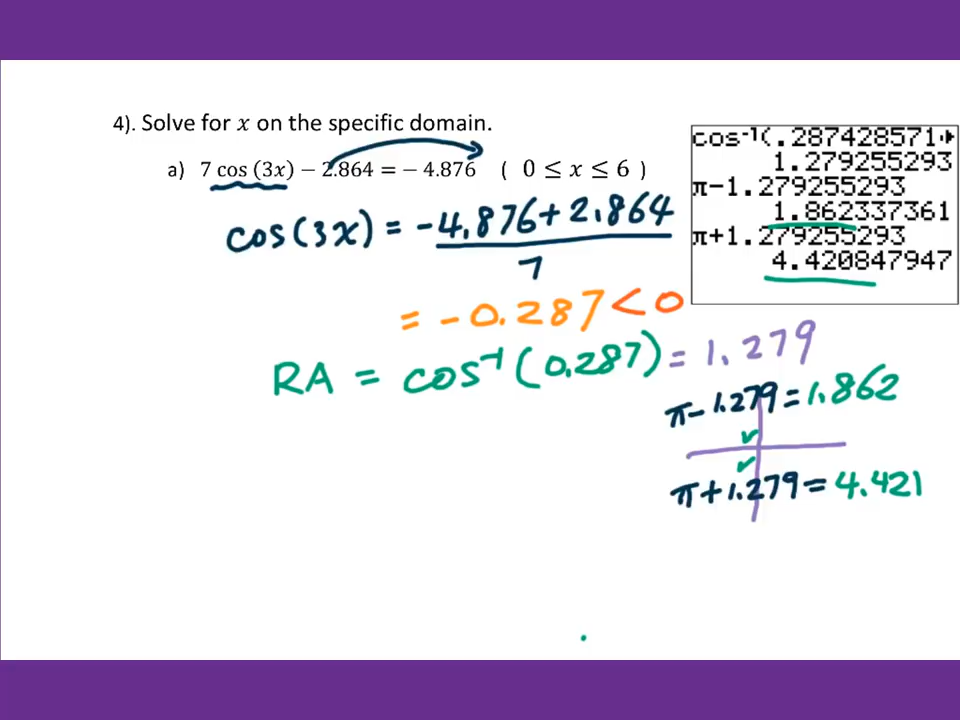 4). Solve for x on the specific domain.
a) 7 cos (3x) − 2.864 = − 4.876 ( 0 ≤ x ≤ 6 )
cos(3x) = -4.876+2.864
7
= -0.287 < 0
RA = cos⁻¹(0.287) = 1.279
π-1.279=1.862
π+1.279=4.421
cos⁻¹(.287428571
1.279255293
π-1.279255293
1.862337361
π+1.279255293
4.420847947